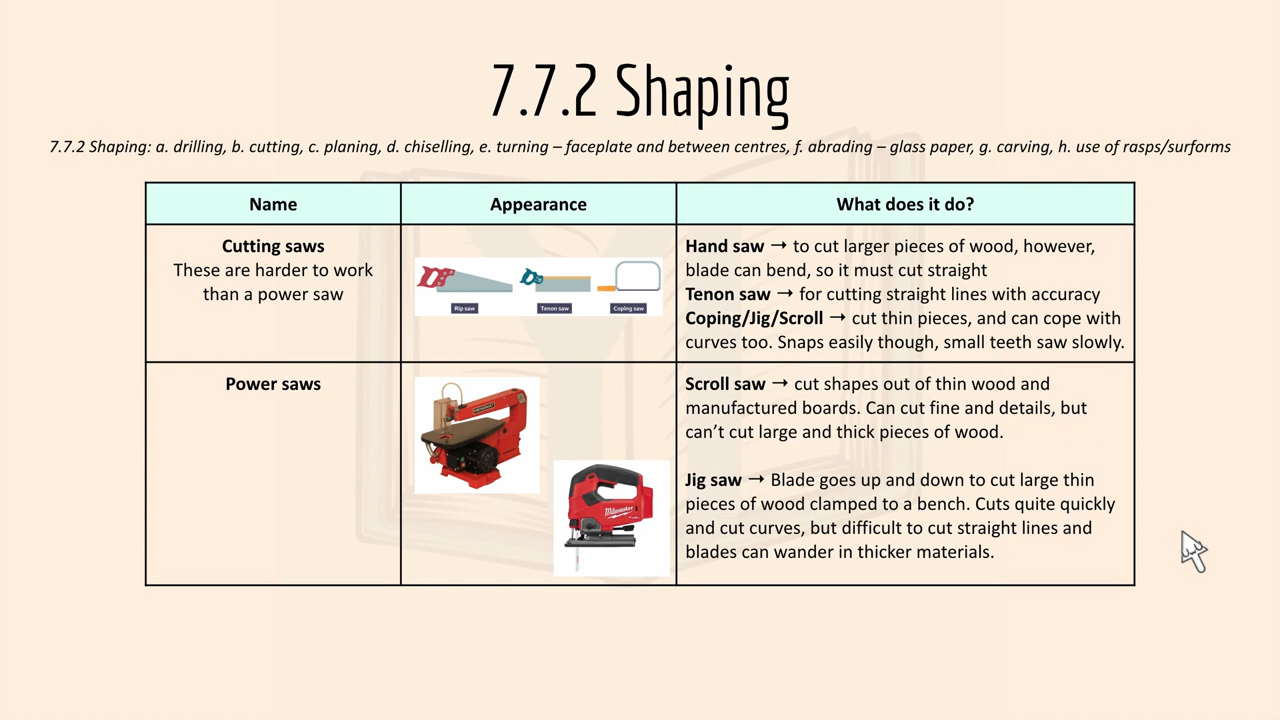 7.7.2 Shaping
7.7.2 Shaping: a. drilling, b. cutting, c. planing, d. chiselling, e. turning – faceplate and between centres, f. abrading – glass paper, g. carving, h. use of rasps/surforms
Name
Appearance
What does it do?
Cutting saws
These are harder to work
than a power saw
Rip saw
Tenon saw
Coping saw
Hand saw → to cut larger pieces of wood, however,
blade can bend, so it must cut straight
Tenon saw → for cutting straight lines with accuracy
Coping/Jig/Scroll → cut thin pieces, and can cope with
curves too. Snaps easily though, small teeth saw slowly.
Power saws
Milwaukee
Scroll saw → cut shapes out of thin wood and
manufactured boards. Can cut fine and details, but
can't cut large and thick pieces of wood.
Jig saw → Blade goes up and down to cut large thin
pieces of wood clamped to a bench. Cuts quite quickly
and cut curves, but difficult to cut straight lines and
blades can wander in thicker materials.